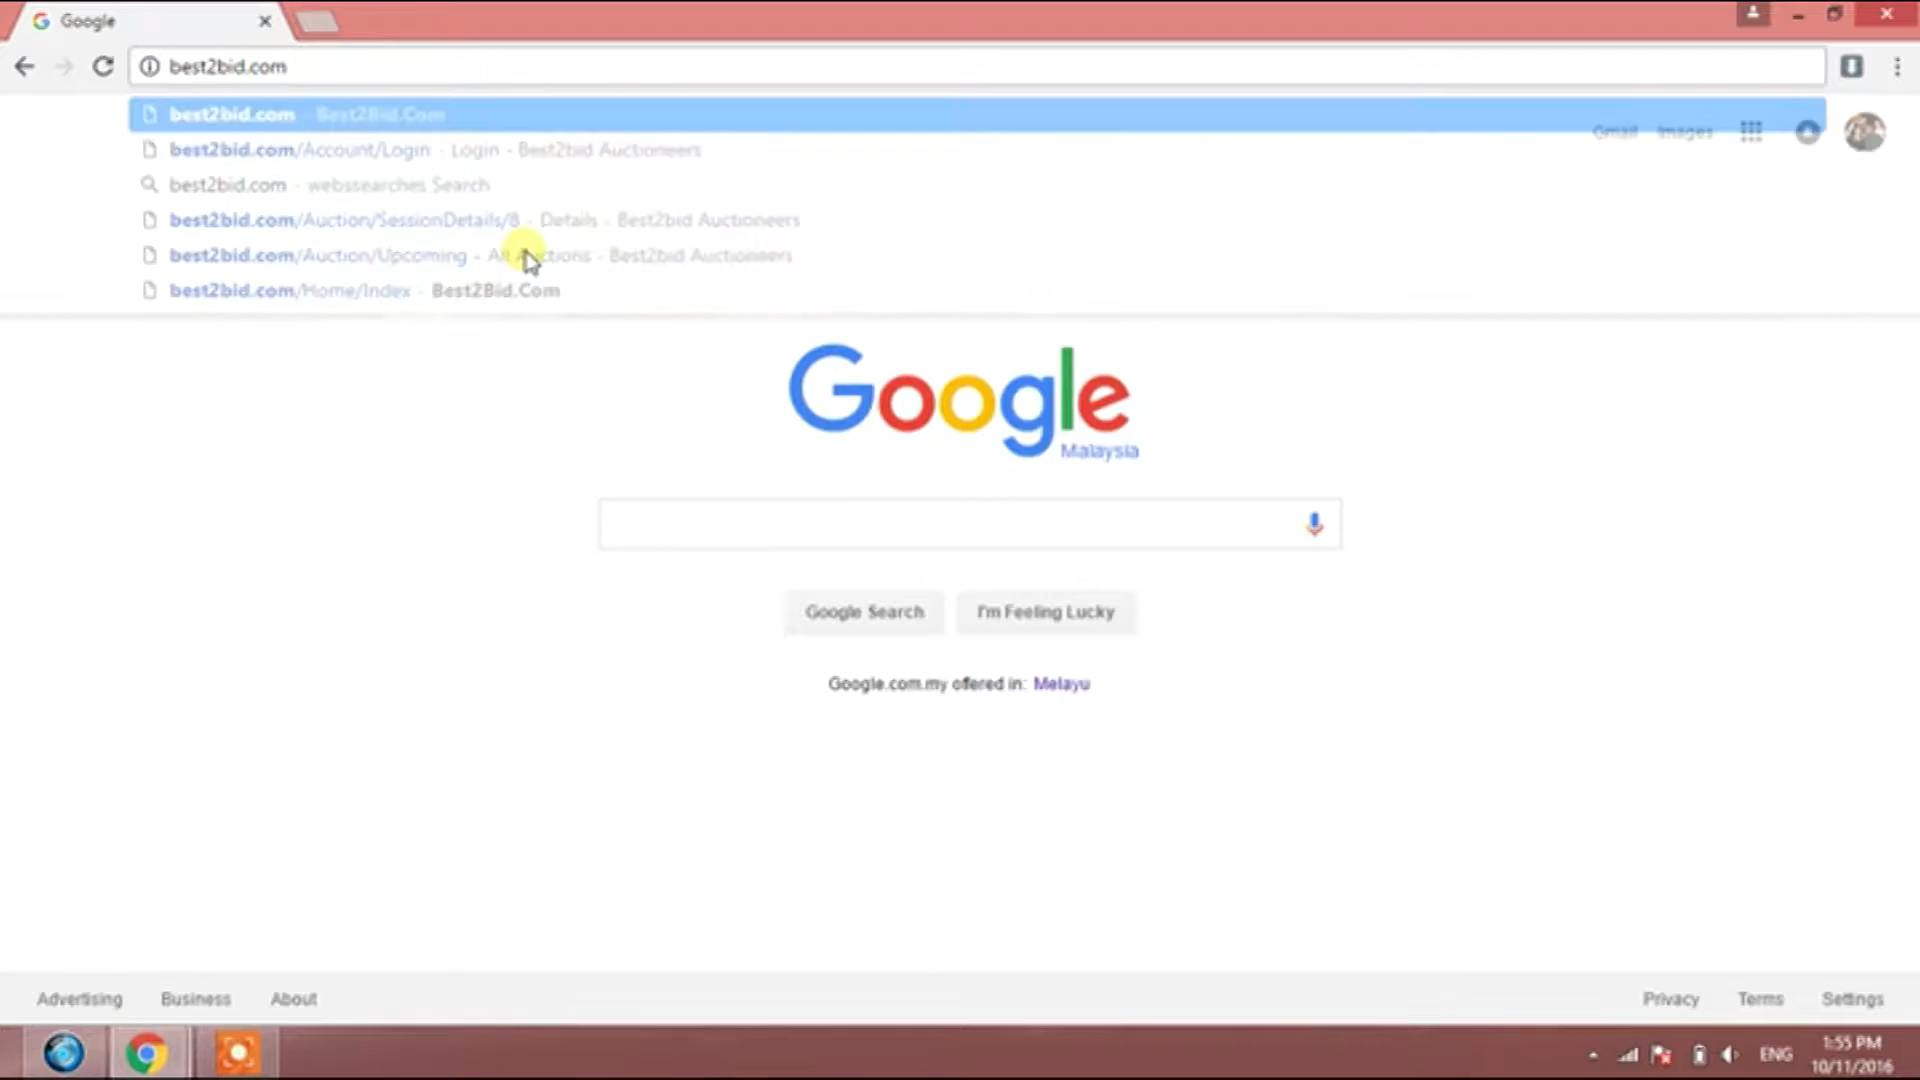 Google
best2bid.com
best2bid.com - Best2Bid.Com
best2bid.com/Account/Login - Login - Best2bid Auctioneers
best2bid.com - webssearches Search
best2bid.com/Auction/SessionDetails/8 - Details - Best2bid Auctioneers
best2bid.com/Auction/Upcoming - All Auctions - Best2bid Auctioneers
best2bid.com/Home/Index - Best2Bid.Com
Gmail Images
Google
Malaysia
Google Search I'm Feeling Lucky
Google.com.my offered in: Melayu
Advertising Business About Privacy Terms Settings
ENG 1:55 PM
10/11/2016